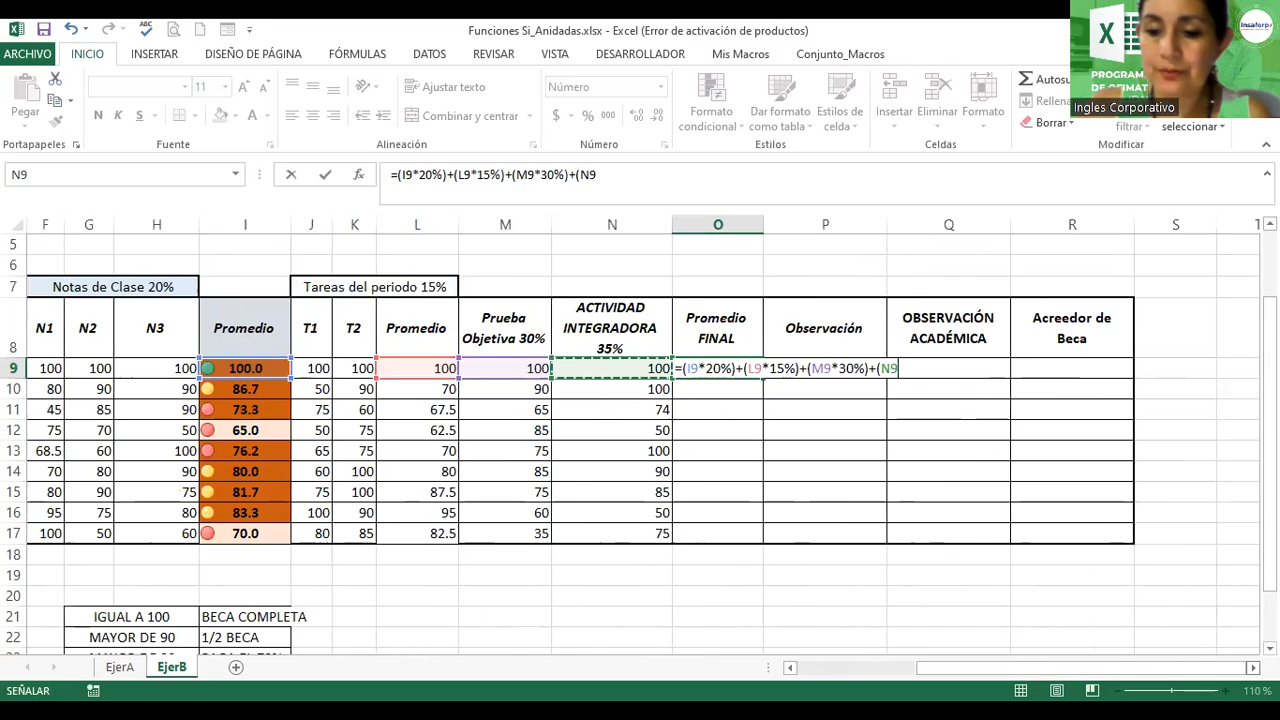 Funciones Si_Anidadas.xlsx - Excel (Error de activación de productos)
ARCHIVO INICIO INSERTAR DISEÑO DE PÁGINA FÓRMULAS DATOS REVISAR VISTA DESARROLLADOR Mis Macros Conjunto_Macros
Insaforp
PROGRAM
DE OFIMAT
Ingles Corporativo
Pegar
11
Ajustar texto
Combinar y centrar
Número
$ % 000
Formato condicional
Dar formato como tabla
Estilos de celda
Insertar Eliminar Formato
Autosu
Rellena
Borrar
filtrar
seleccionar
Portapapeles Fuente Alineación Número Estilos Celdas Modificar
N9 =(I9*20%)+(L9*15%)+(M9*30%)+(N9
F G H I J K L M N O P Q R S
5
6
7 Notas de Clase 20% Tareas del periodo 15%
8 N1 N2 N3 Promedio T1 T2 Promedio Prueba Objetiva 30% ACTIVIDAD INTEGRADORA 35% Promedio FINAL Observación OBSERVACIÓN ACADÉMICA Acreedor de Beca
9 100 100 100 100.0 100 100 100 100 100 =(I9*20%)+(L9*15%)+(M9*30%)+(N9
10 80 90 90 86.7 50 90 70 90 100
11 45 85 90 73.3 75 60 67.5 65 74
12 75 70 50 65.0 50 75 62.5 85 50
13 68.5 60 100 76.2 65 75 70 75 100
14 70 80 90 80.0 60 100 80 85 90
15 80 90 75 81.7 75 100 87.5 75 85
16 95 75 80 83.3 100 90 95 60 50
17 100 50 60 70.0 80 85 82.5 35 75
18
19
20
21 IGUAL A 100 BECA COMPLETA
22 MAYOR DE 90 1/2 BECA
EjerA EjerB
SEÑALAR 110 %